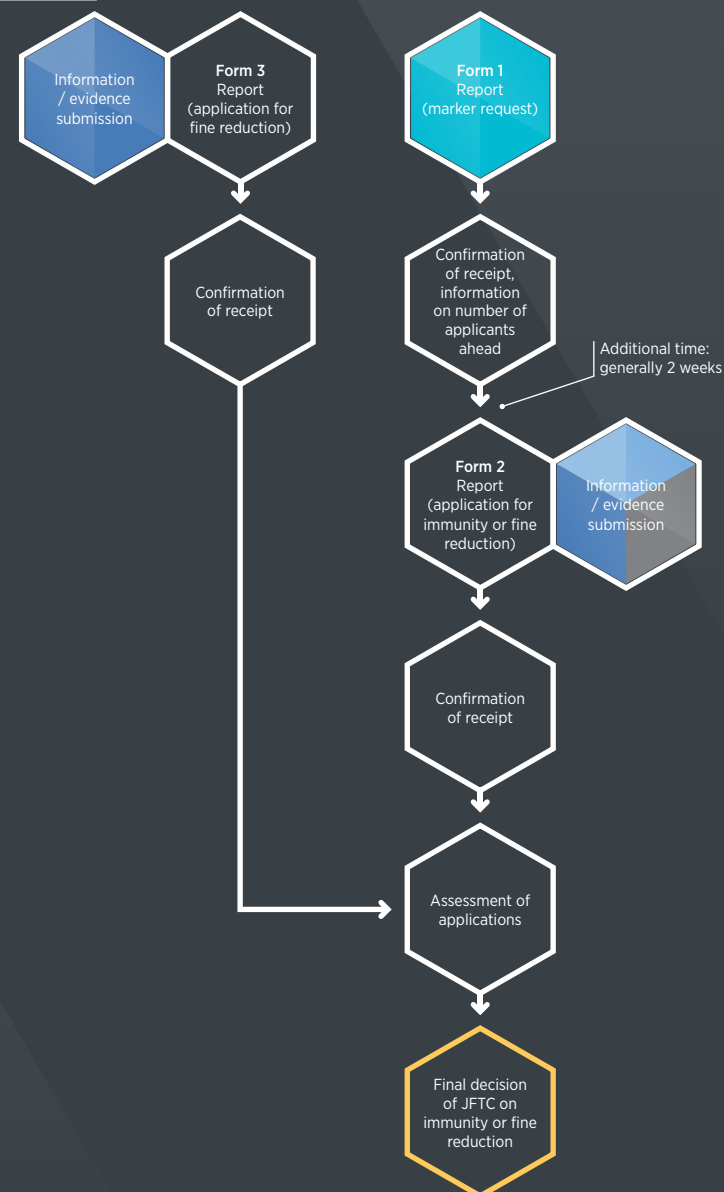 Information
/ evidence
submission
Form 3
Report
(application for
fine reduction)
Form 1
Report
(marker request)
Confirmation
of receipt
Confirmation
of receipt,
information
on number of
applicants
ahead
Additional time:
generally 2 weeks
Form 2
Report
(application for
immunity or fine
reduction)
Information
/ evidence
submission
Confirmation
of receipt
Assessment of
applications
Final decision
of JFTC on
immunity or fine
reduction